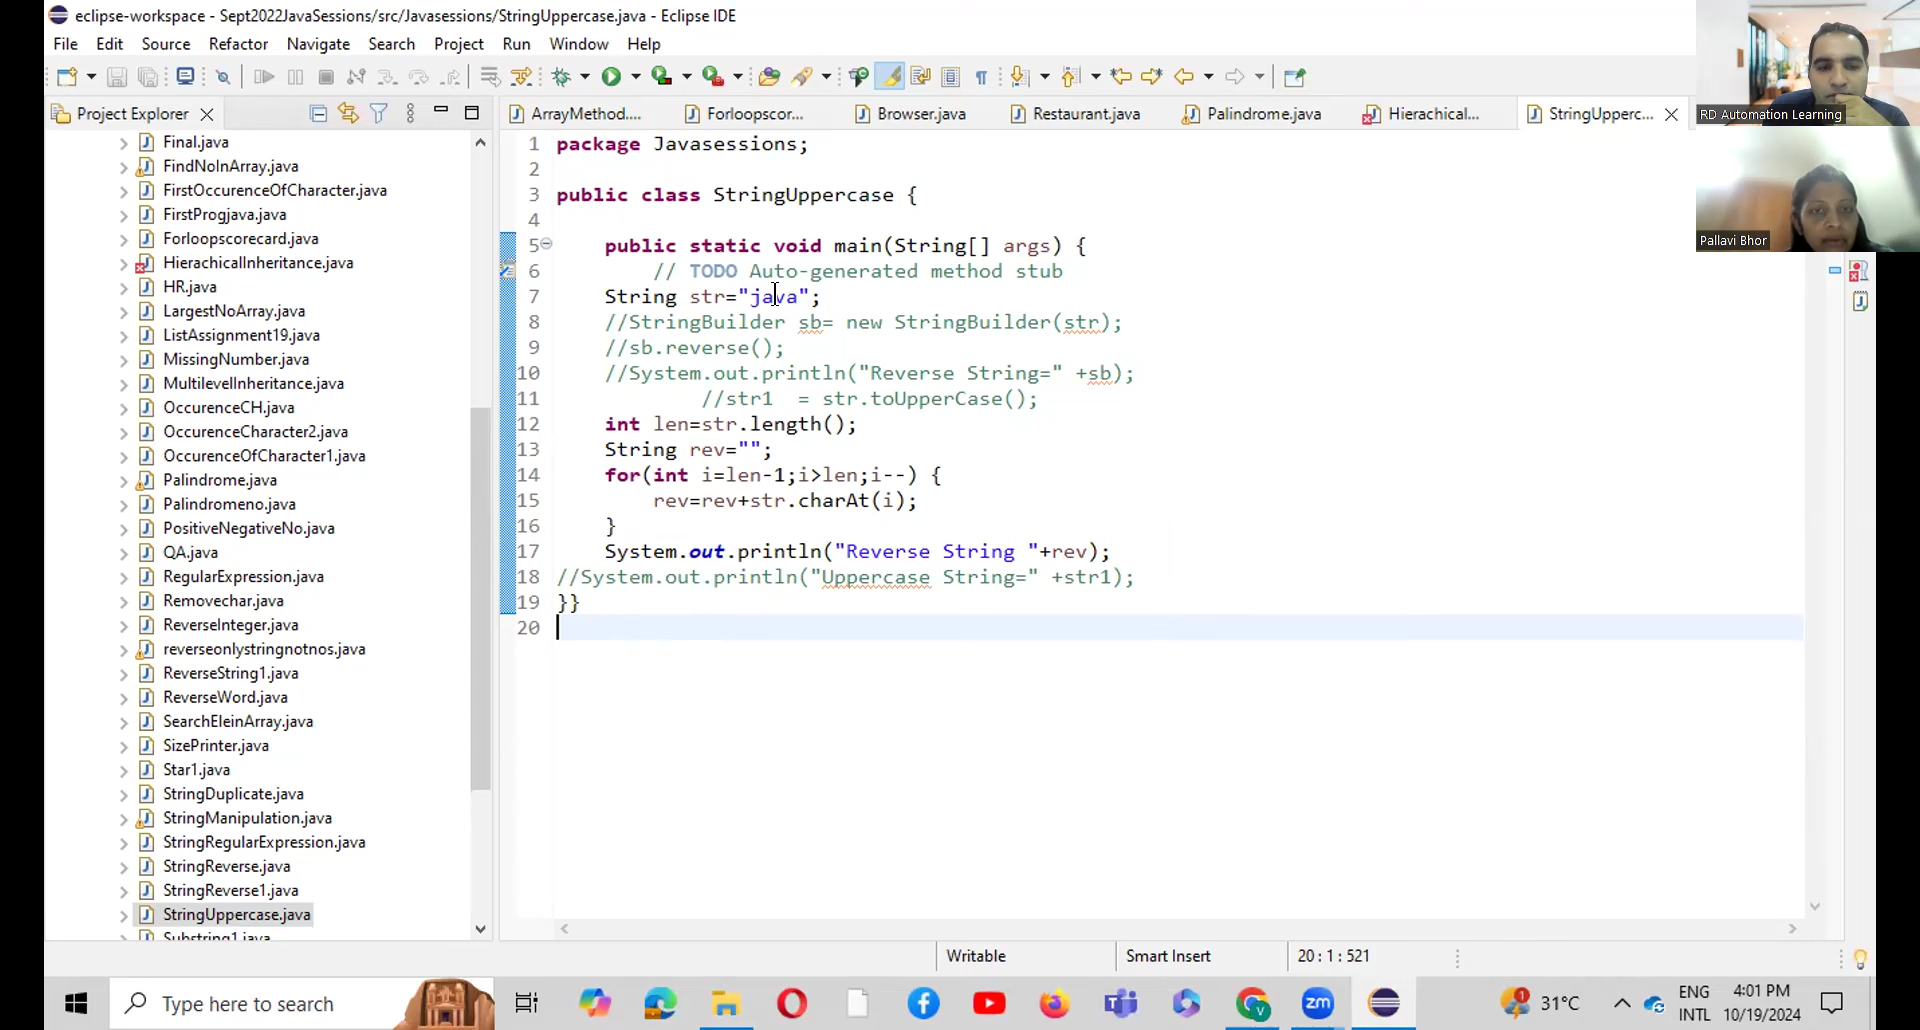 eclipse-workspace - Sept2022JavaSessions/src/Javasessions/StringUppercase.java - Eclipse IDE
File Edit Source Refactor Navigate Search Project Run Window Help
Project Explorer
ArrayMethod.... Forloopscor... Browser.java Restaurant.java Palindrome.java Hierachical... StringUpperc...
RD Automation Learning
Pallavi Bhor
Final.java
FindNoInArray.java
FirstOccurenceOfCharacter.java
FirstProgjava.java
Forloopscorecard.java
HierachicalInheritance.java
HR.java
LargestNoArray.java
ListAssignment19.java
MissingNumber.java
MultilevelInheritance.java
OccurenceCH.java
OccurenceCharacter2.java
OccurenceOfCharacter1.java
Palindrome.java
Palindromeno.java
PositiveNegativeNo.java
QA.java
RegularExpression.java
Removechar.java
ReverseInteger.java
reverseonlystringnotnos.java
ReverseString1.java
ReverseWord.java
SearchEleinArray.java
SizePrinter.java
Star1.java
StringDuplicate.java
StringManipulation.java
StringRegularExpression.java
StringReverse.java
StringReverse1.java
StringUppercase.java
Substring1.java
1 package Javasessions;
2
3 public class StringUppercase {
4
5 public static void main(String[] args) {
6 // TODO Auto-generated method stub
7 String str="java";
8 //StringBuilder sb= new StringBuilder(str);
9 //sb.reverse();
10 //System.out.println("Reverse String=" +sb);
11 //str1 = str.toUpperCase();
12 int len=str.length();
13 String rev="";
14 for(int i=len-1;i>len;i--) {
15 rev=rev+str.charAt(i);
16 }
17 System.out.println("Reverse String "+rev);
18 //System.out.println("Uppercase String=" +str1);
19 }}
20
Writable Smart Insert 20 : 1 : 521
Type here to search
1 31°C
ENG 4:01 PM
INTL 10/19/2024